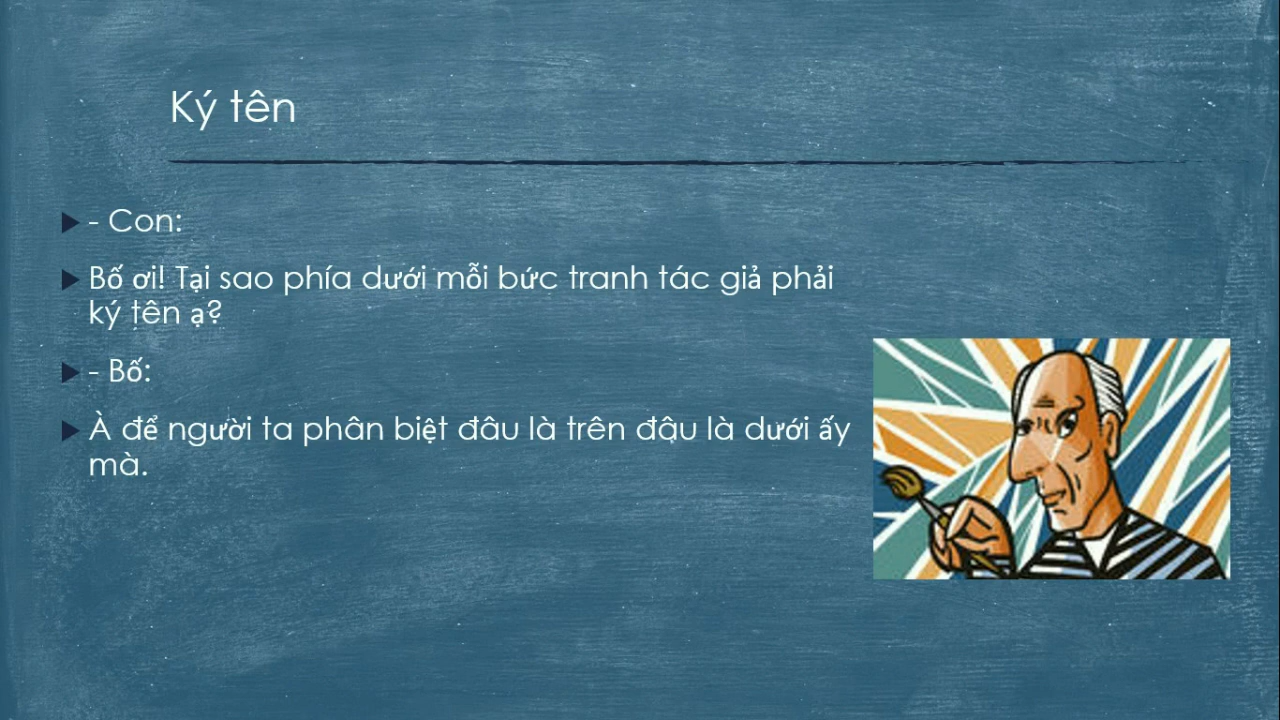 Ký tên
- Con:
Bố ơi! Tại sao phía dưới mỗi bức tranh tác giả phải
ký tên ạ?
- Bố:
À để người ta phân biệt đâu là trên đâu là dưới ấy
mà.